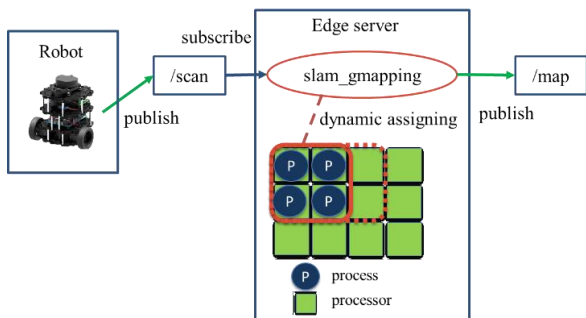 Edge server
Robot
subscribe
/scan
slam_gmapping
/map
publish
dynamic assigning
publish
P P
P P
P process
processor